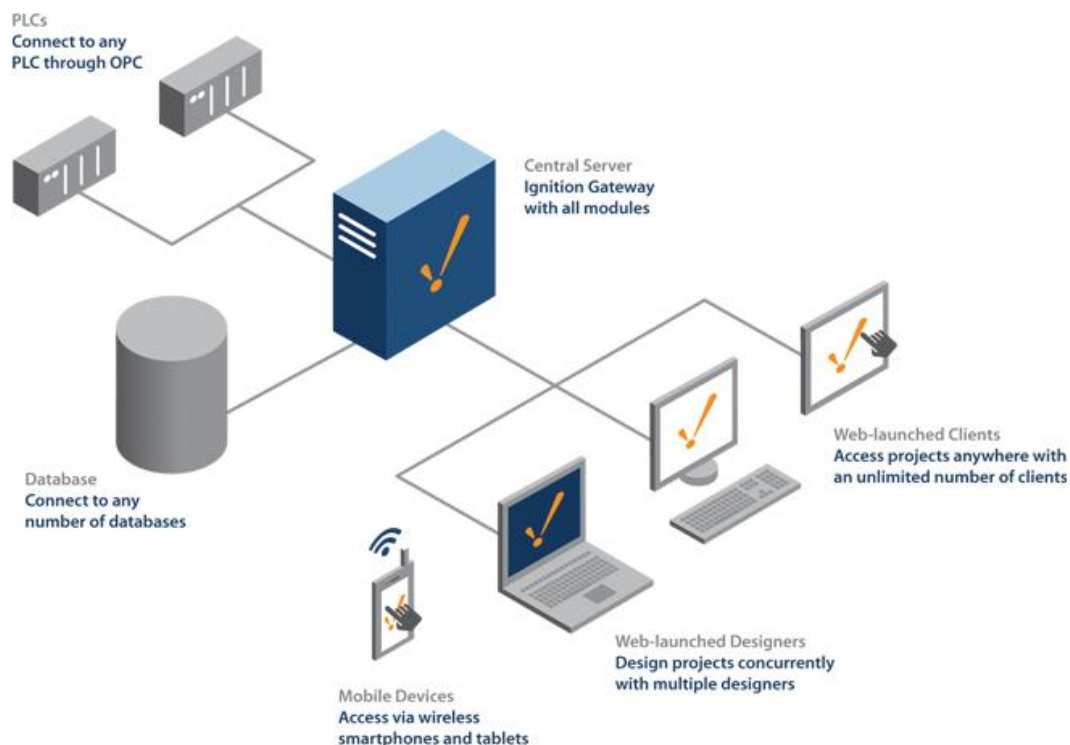 PLCs
Connect to any
PLC through OPC
Central Server
Ignition Gateway
with all modules
Database
Connect to any
number of databases
Web-launched Clients
Access projects anywhere with
an unlimited number of clients
Web-launched Designers
Design projects concurrently
with multiple designers
Mobile Devices
Access via wireless
smartphones and tablets